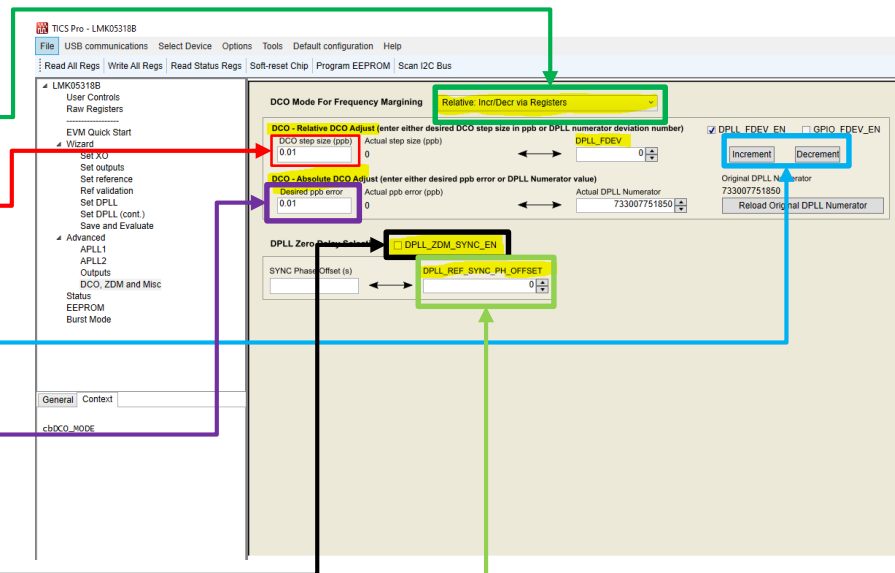 TICS Pro - LMK05318B
File USB communications Select Device Options Tools Default configuration Help
Read All Regs Write All Regs Read Status Regs Soft-reset Chip Program EEPROM Scan I2C Bus
LMK05318B
User Controls
Raw Registers
--------------------
EVM Quick Start
Wizard
Set XO
Set outputs
Set reference
Ref validation
Set DPLL
Set DPLL (cont.)
Save and Evaluate
Advanced
APLL1
APLL2
Outputs
DCO, ZDM and Misc
Status
EEPROM
Burst Mode
General Context
cbDCO_MODE
DCO Mode For Frequency Margining Relative: Incr/Decr via Registers
DCO - Relative DCO Adjust (enter either desired DCO step size in ppb or DPLL numerator deviation number) DPLL_FDEV_EN GPIO_FDEV_EN
DCO step size (ppb) Actual step size (ppb) DPLL_FDEV
0.01 0 0 Increment Decrement
DCO - Absolute DCO Adjust (enter either desired ppb error or DPLL Numerator value) Original DPLL Numerator
Desired ppb error Actual ppb error (ppb) Actual DPLL Numerator 733007751850
0.01 0 733007751850 Reload Original DPLL Numerator
DPLL Zero Delay DPLL_ZDM_SYNC_EN
SYNC Phase Offset (s) DPLL_REF_SYNC_PH_OFFSET
0